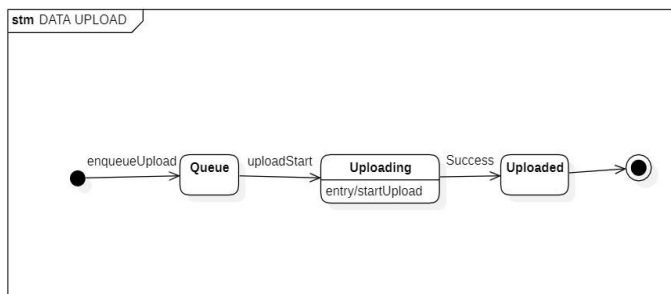 stm DATA UPLOAD
enqueueUpload
Queue
uploadStart
Uploading
entry/startUpload
Success
Uploaded